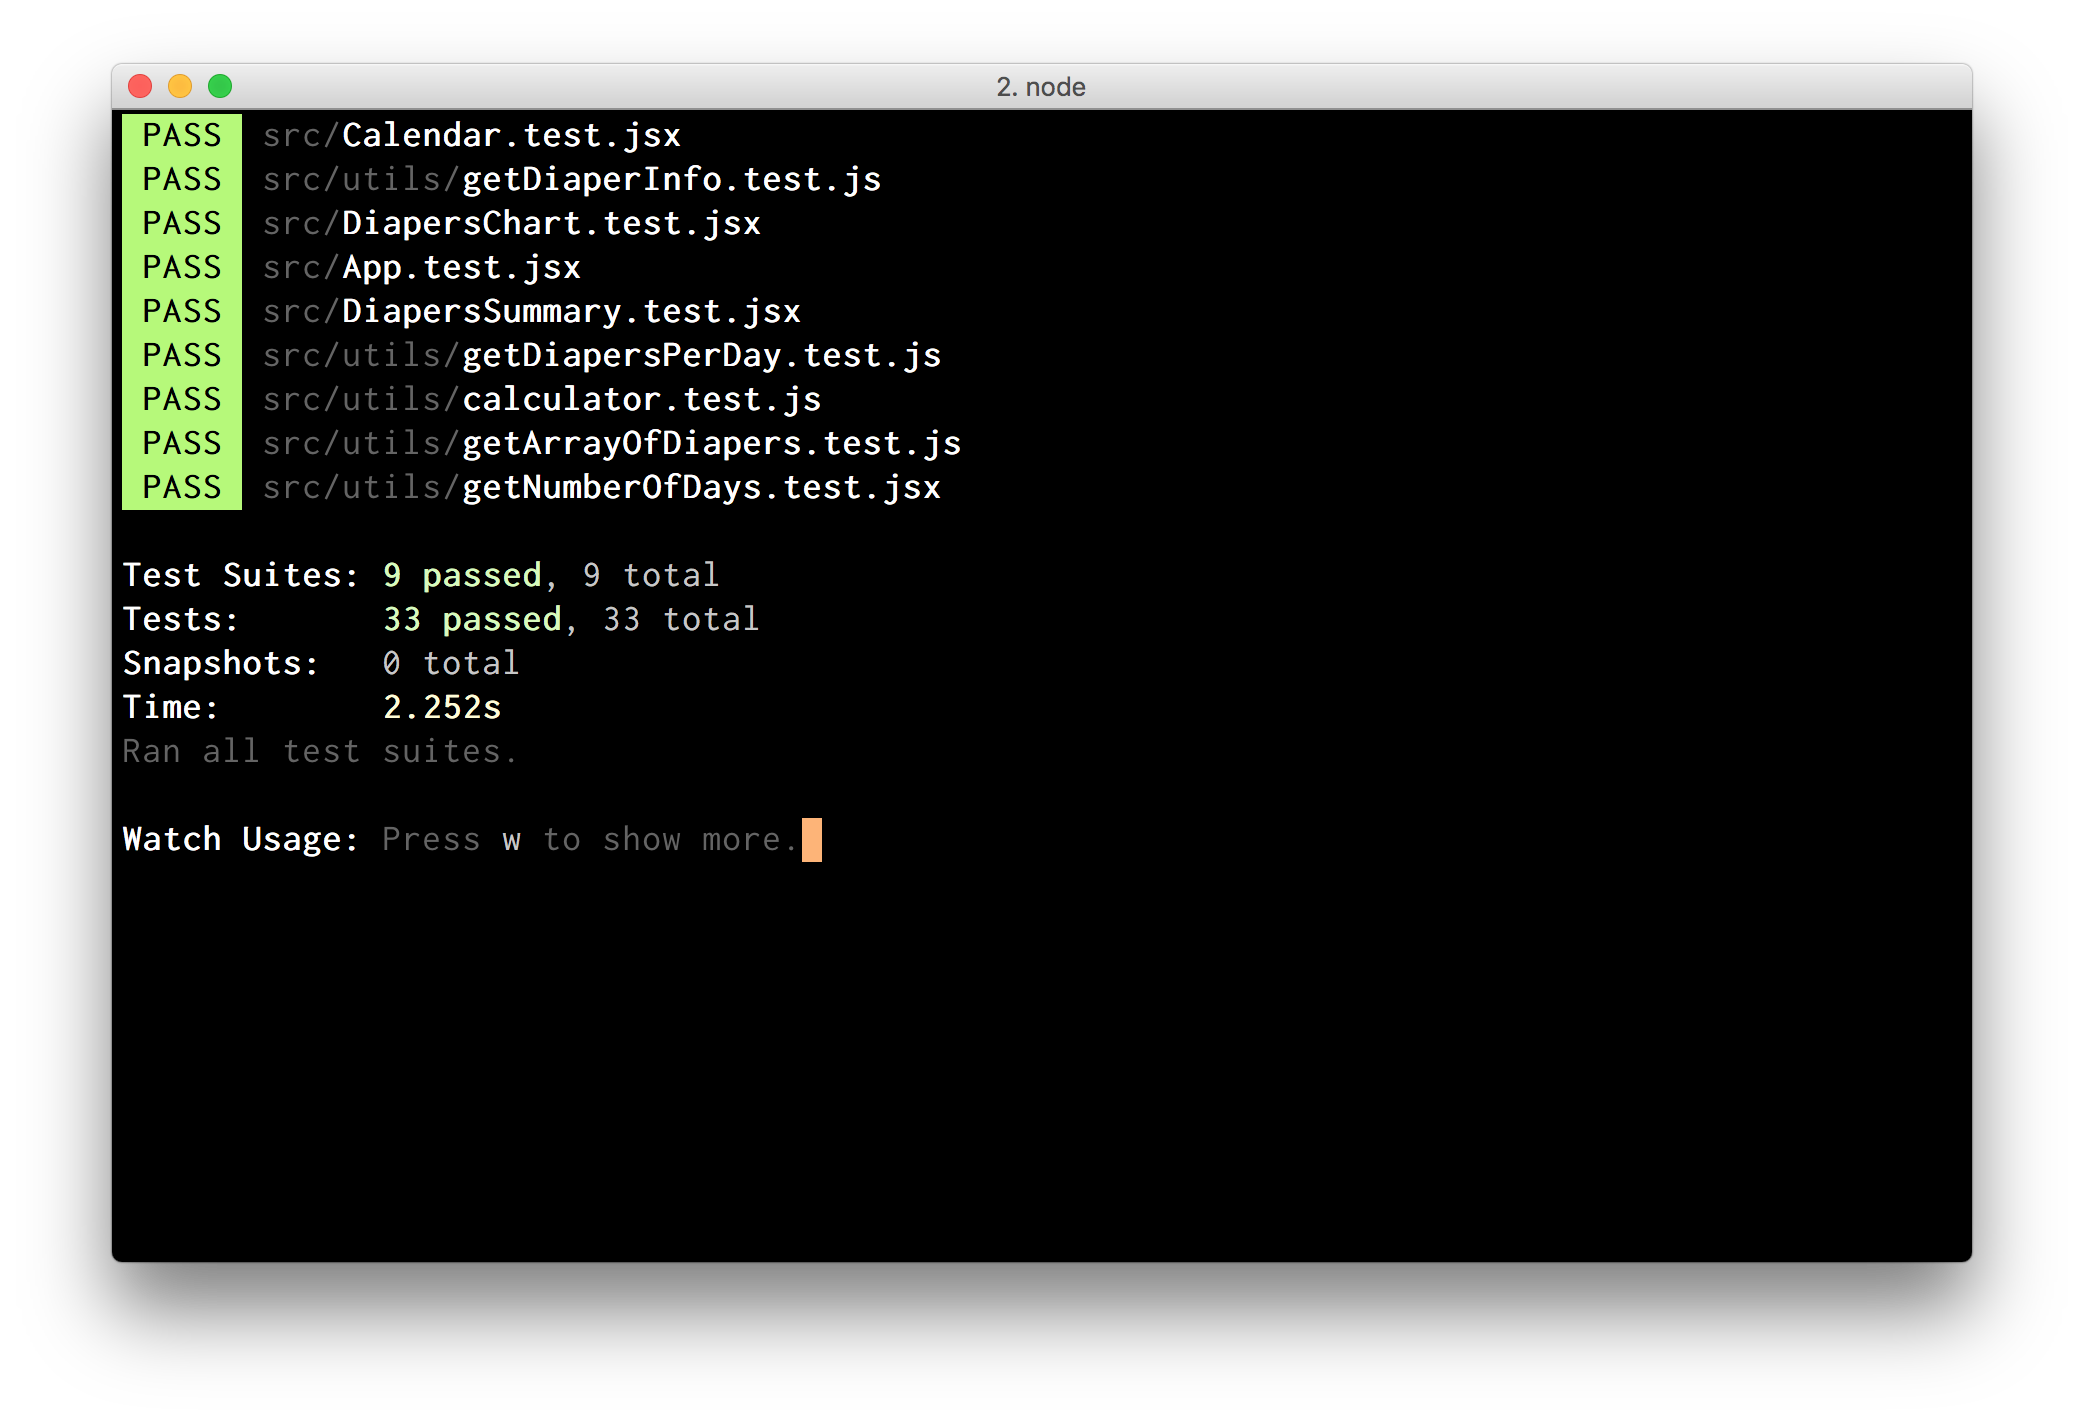 2. node
PASS src/Calendar.test.jsx
PASS src/utils/getDiaperInfo.test.js
PASS src/DiapersChart.test.jsx
PASS src/App.test.jsx
PASS src/DiapersSummary.test.jsx
PASS src/utils/getDiapersPerDay.test.js
PASS src/utils/calculator.test.js
PASS src/utils/getArrayOfDiapers.test.js
PASS src/utils/getNumberOfDays.test.jsx
Test Suites: 9 passed, 9 total
Tests: 33 passed, 33 total
Snapshots: 0 total
Time: 2.252s
Ran all test suites.
Watch Usage: Press w to show more.